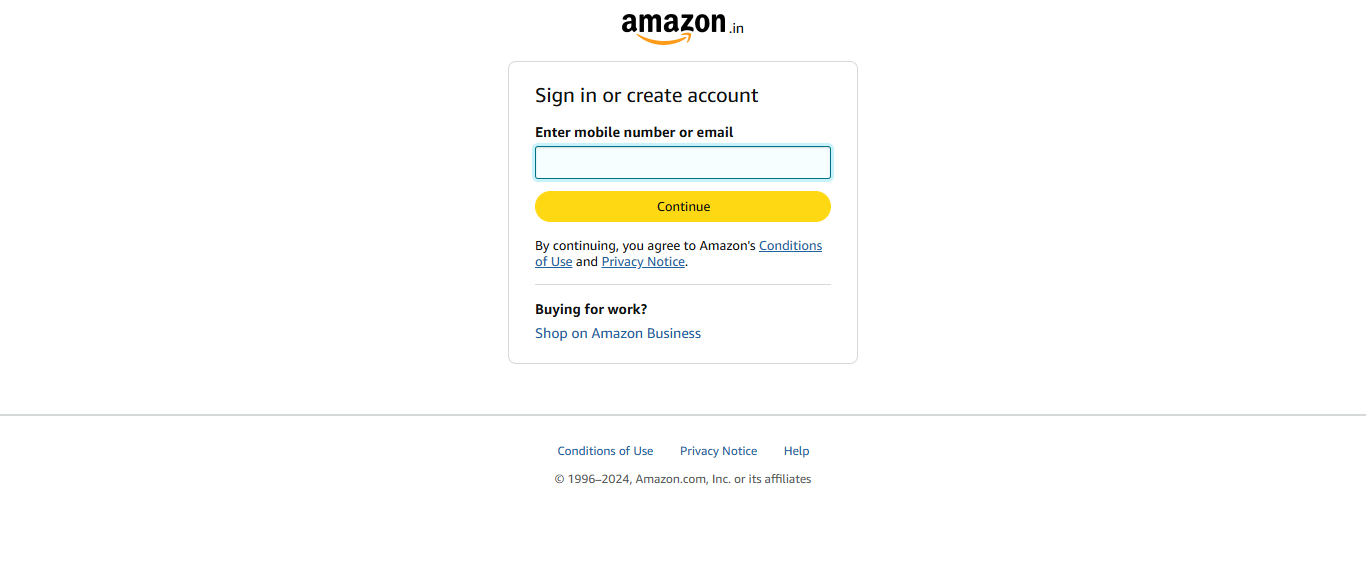 amazon.in
Sign in or create account
Enter mobile number or email
Continue
By continuing, you agree to Amazon's Conditions
of Use and Privacy Notice.
Buying for work?
Shop on Amazon Business
Conditions of Use Privacy Notice Help
© 1996–2024, Amazon.com, Inc. or its affiliates